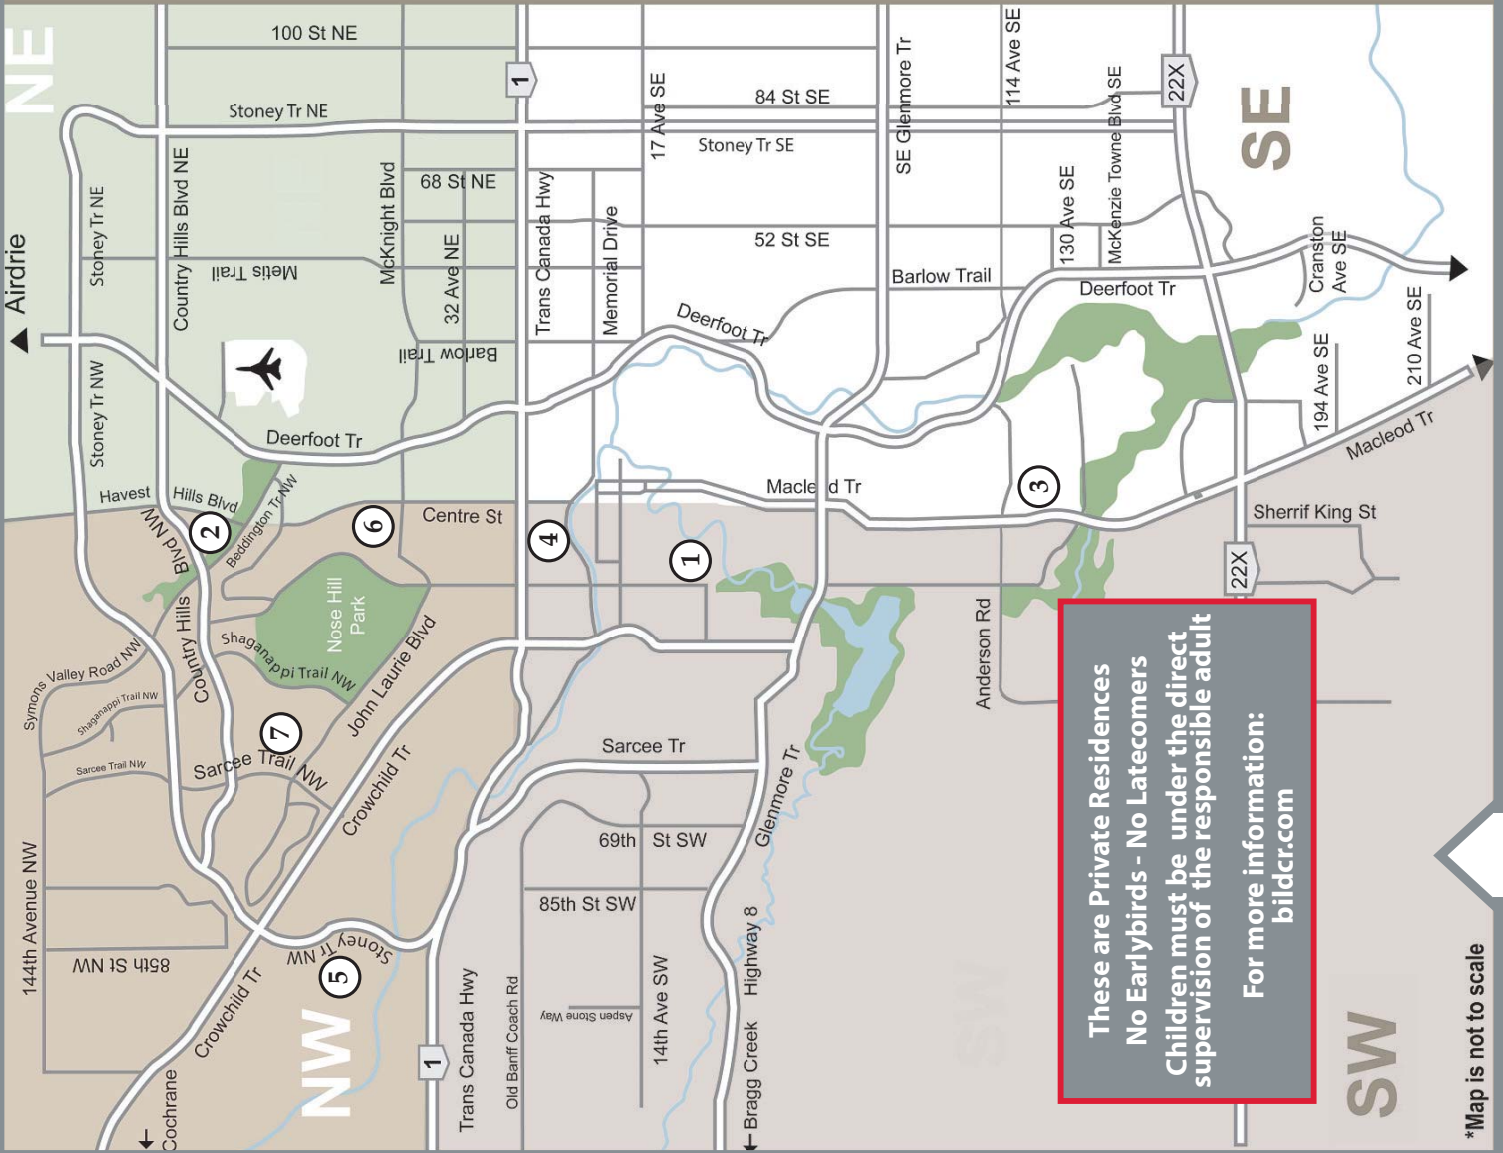 NE
Airdrie
100 St NE
Stoney Tr NE
Stoney Tr NE
Country Hills Blvd NE
Metis Trail
McKnight Blvd
68 St NE
32 Ave NE
Barlow Trail
1
Trans Canada Hwy
Memorial Drive
17 Ave SE
84 St SE
Stoney Tr SE
52 St SE
SE Glenmore Tr
114 Ave SE
130 Ave SE
McKenzie Towne Blvd SE
22X
SE
Barlow Trail
Deerfoot Tr
Deerfoot Tr
Cranston
Ave SE
194 Ave SE
210 Ave SE
Macleod Tr
Stoney Tr NW
Deerfoot Tr
Havest
Hills Blvd
Beddington Tr NW
Blvd NW
Country Hills
2
6
Centre St
4
1
Macleod Tr
3
Sherrif King St
22X
Nose Hill
Park
Shaganappi Trail NW
John Laurie Blvd
Symons Valley Road NW
Shaganappi Trail NW
Sarcee Trail NW
Sarcee Trail NW
7
Crowchild Tr
Sarcee Tr
Glenmore Tr
Anderson Rd
69th St SW
85th St SW
144th Avenue NW
85th St NW
Stoney Tr NW
5
Crowchild Tr
NW
Cochrane
1
Trans Canada Hwy
Old Banff Coach Rd
Aspen Stone Way
14th Ave SW
Highway 8
Bragg Creek
SW
These are Private Residences
No Earlybirds - No Latecomers
Children must be under the direct
supervision of the responsible adult
For more information:
bildcr.com
SW
*Map is not to scale